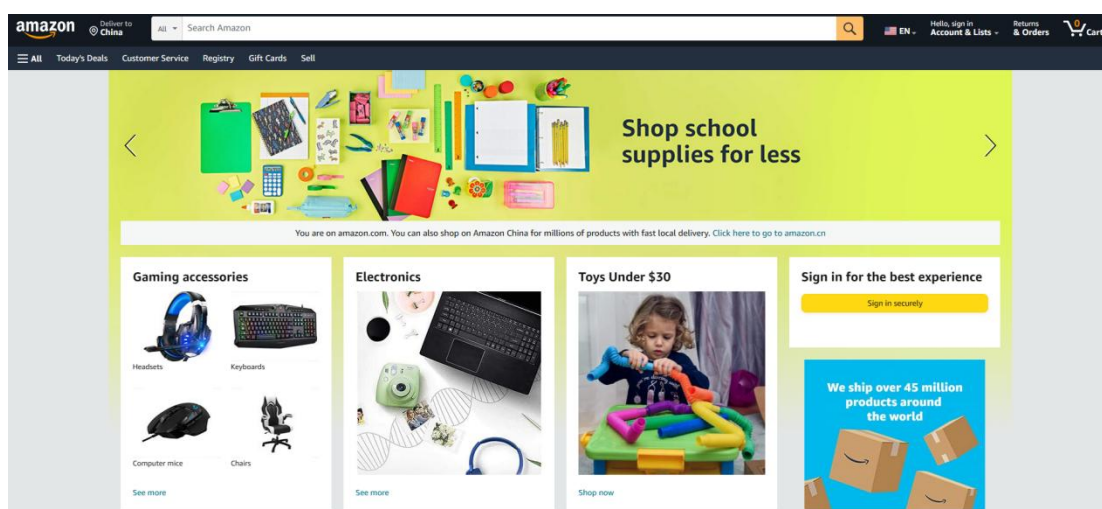 amazon
Deliver to
China
All
Search Amazon
EN
Hello, sign in
Account & Lists
Returns
& Orders
0
Cart
All
Today's Deals
Customer Service
Registry
Gift Cards
Sell
Shop school
supplies for less
You are on amazon.com. You can also shop on Amazon China for millions of products with fast local delivery. Click here to go to amazon.cn
Gaming accessories
Headsets
Keyboards
Computer mice
Chairs
See more
Electronics
See more
Toys Under $30
Shop now
Sign in for the best experience
Sign in securely
We ship over 45 million
products around
the world